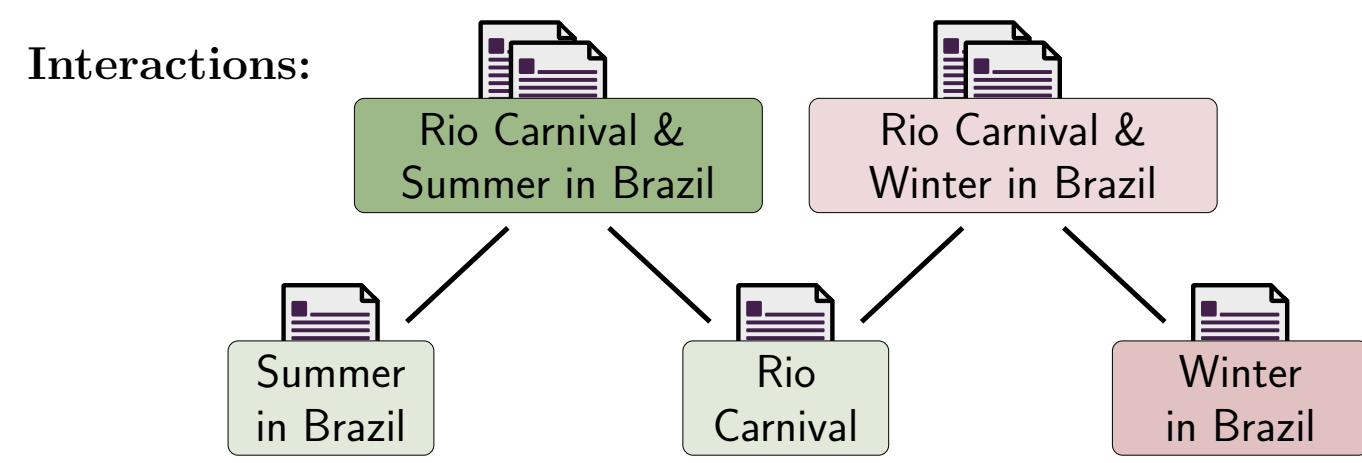 Interactions:
Rio Carnival &
Summer in Brazil
Rio Carnival &
Winter in Brazil
Summer
in Brazil
Rio
Carnival
Winter
in Brazil